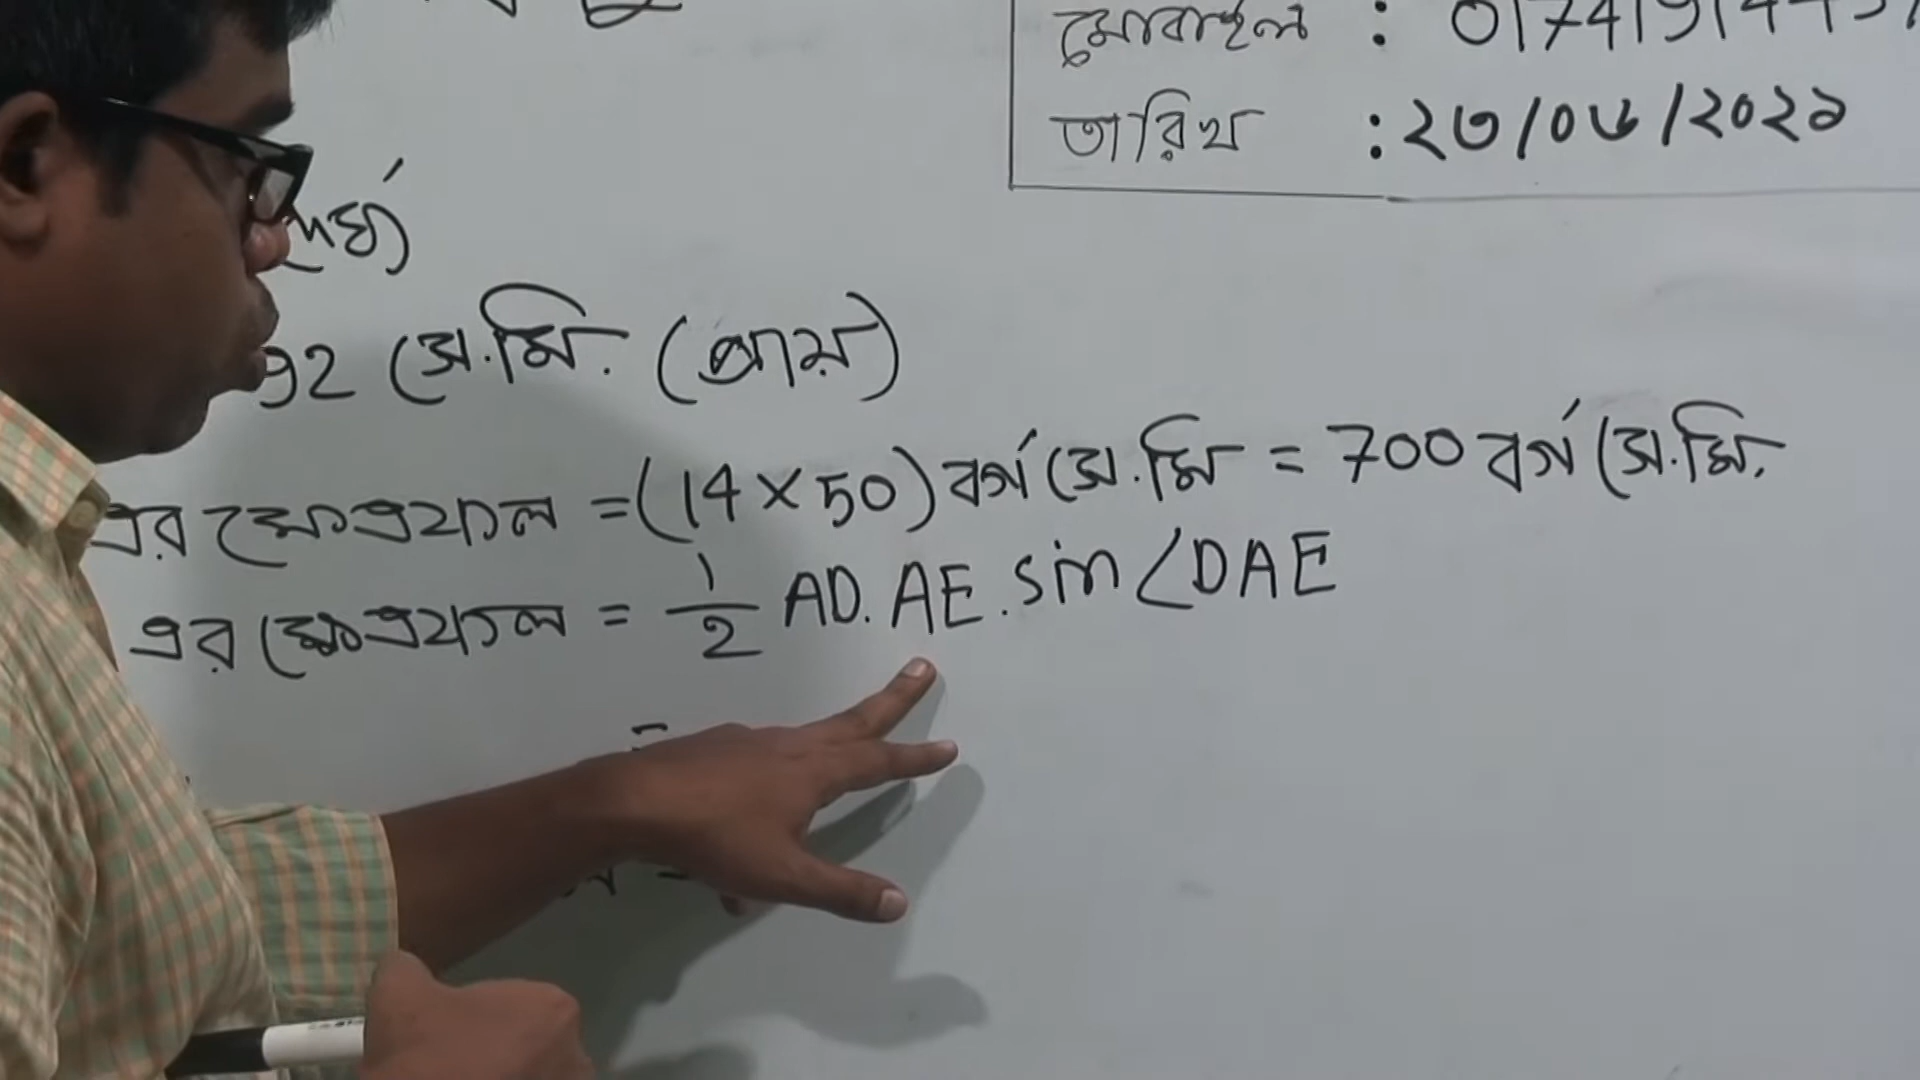 মোবাইল :
তারিখ : ২৩/০৬/২০২১
92 সে.মি. (প্রায়)
এর ক্ষেত্রফল = (14 × 50) বর্গ সে.মি = 700 বর্গ সে.মি.
এর ক্ষেত্রফল = 1/2 AD. AE. sin ∠DAE
=